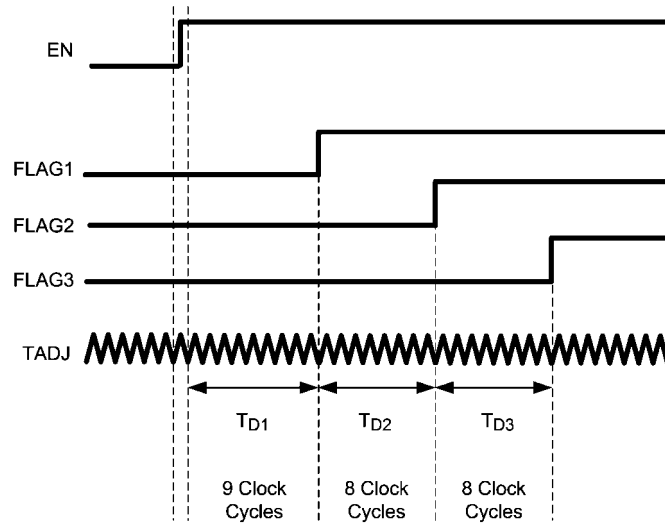 EN
FLAG1
FLAG2
FLAG3
TADJ
TD1 TD2 TD3
9 Clock Cycles
8 Clock Cycles
8 Clock Cycles